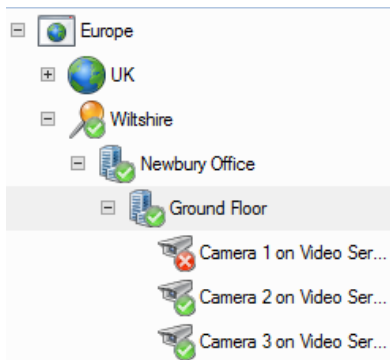 Europe
UK
Wiltshire
Newbury Office
Ground Floor
Camera 1 on Video Ser...
Camera 2 on Video Ser...
Camera 3 on Video Ser...